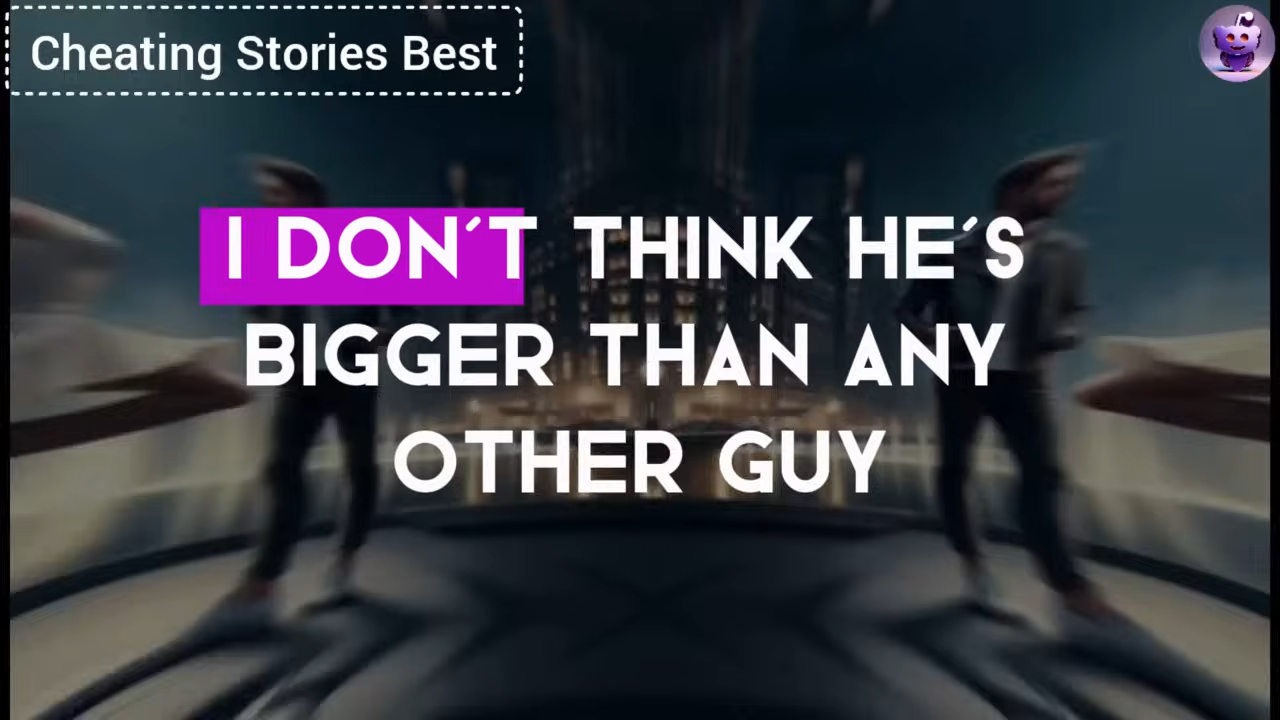 Cheating Stories Best
I DON´T THINK HE´S
BIGGER THAN ANY
OTHER GUY